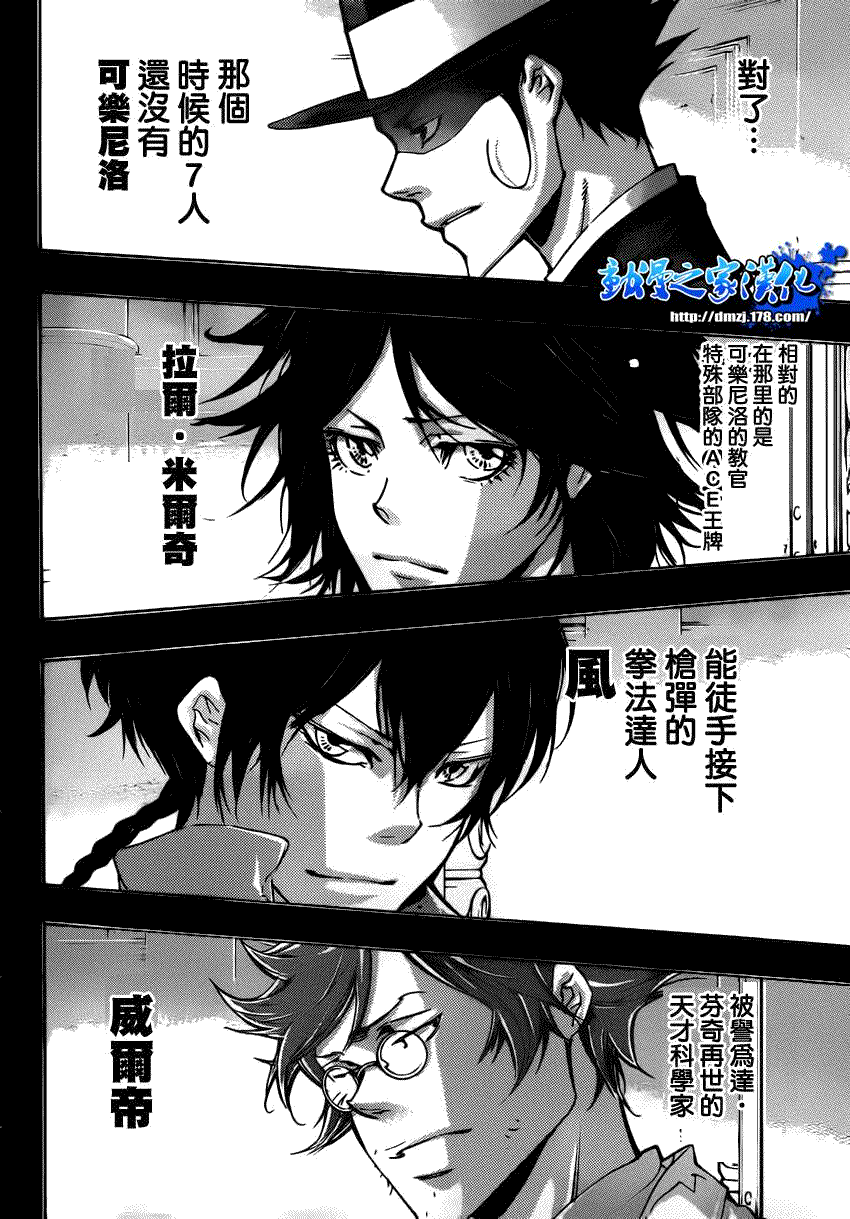 對了…
那個
時候的7人
還沒有
可樂尼洛
動漫之家漢化
http://dmzj.178.com/
相對的
在那里的是
可樂尼洛的教官
特殊部隊的ACE王牌
拉爾·米爾奇
能徒手接下
槍彈的
拳法達人
風
被譽爲達·
芬奇再世的
天才科學家
威爾帝